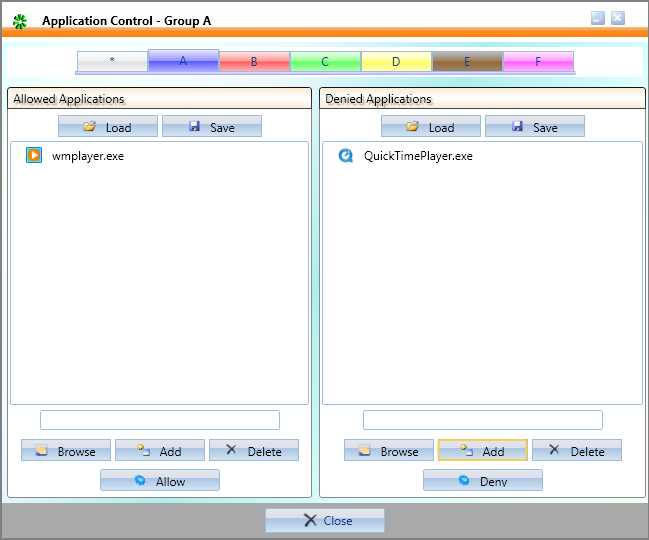 Application Control - Group A
* A B C D E F
Allowed Applications
Load Save
wmplayer.exe
Browse Add Delete
Allow
Denied Applications
Load Save
QuickTimePlayer.exe
Browse Add Delete
Deny
Close